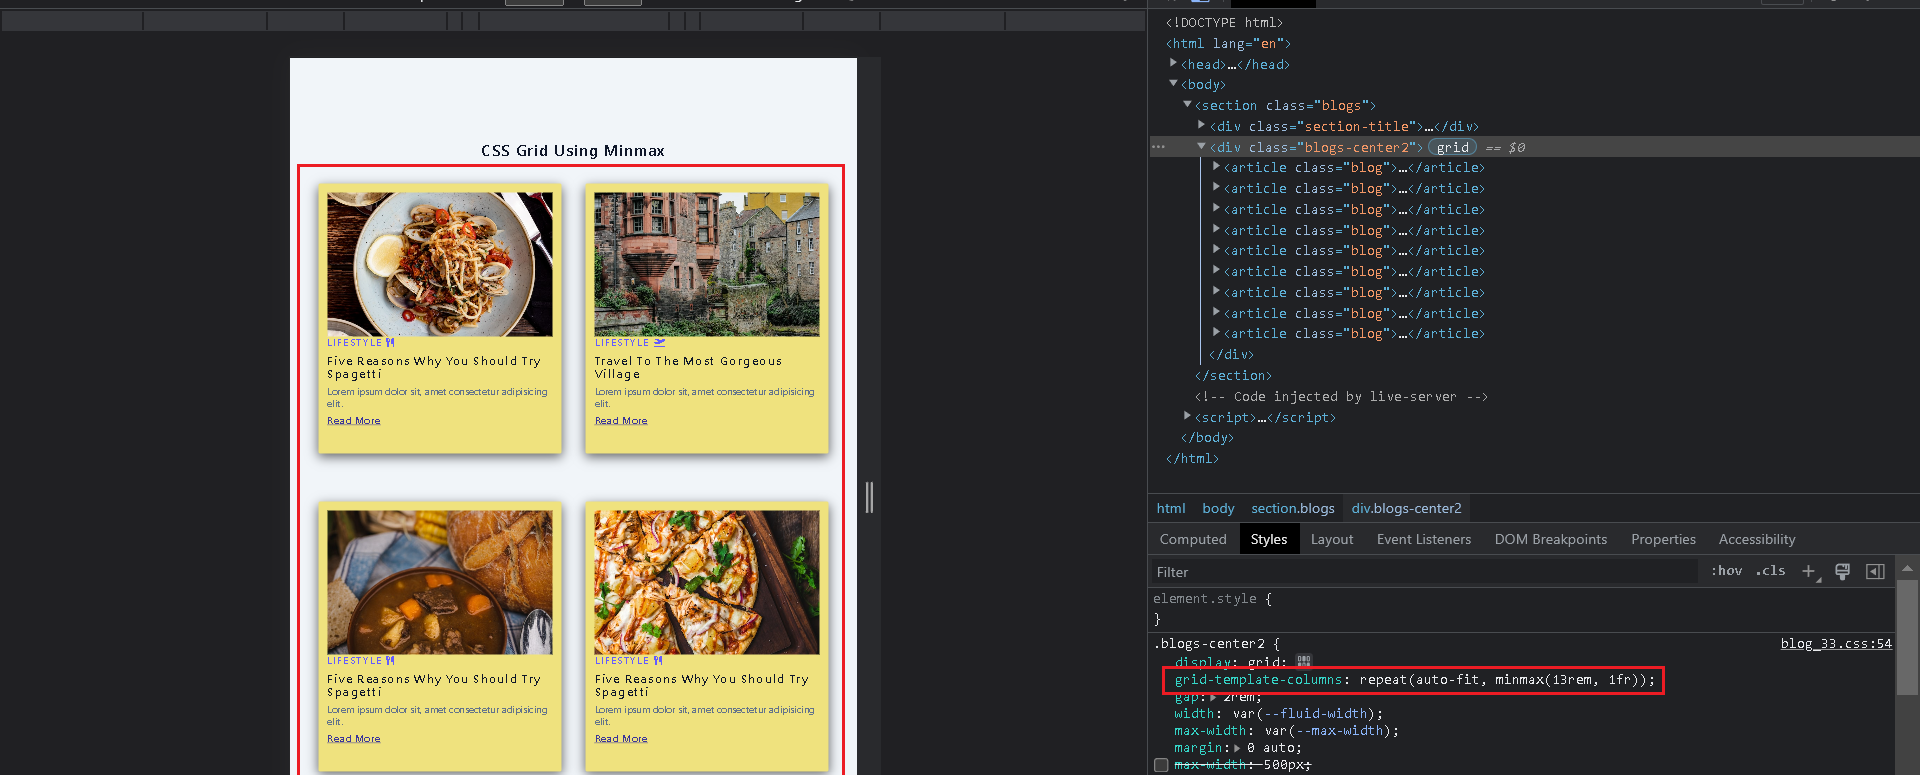 CSS Grid Using Minmax
LIFESTYLE
Five Reasons Why You Should Try
Spagetti
Lorem ipsum dolor sit, amet consectetur adipisicing
elit.
Read More
LIFESTYLE
Travel To The Most Gorgeous
Village
Lorem ipsum dolor sit, amet consectetur adipisicing
elit.
Read More
LIFESTYLE
Five Reasons Why You Should Try
Spagetti
Lorem ipsum dolor sit, amet consectetur adipisicing
elit.
Read More
LIFESTYLE
Five Reasons Why You Should Try
Spagetti
Lorem ipsum dolor sit, amet consectetur adipisicing
elit.
Read More
<!DOCTYPE html>
<html lang="en">
<head>…</head>
<body>
<section class="blogs">
<div class="section-title">…</div>
<div class="blogs-center2"> grid == $0
<article class="blog">…</article>
<article class="blog">…</article>
<article class="blog">…</article>
<article class="blog">…</article>
<article class="blog">…</article>
<article class="blog">…</article>
<article class="blog">…</article>
<article class="blog">…</article>
<article class="blog">…</article>
</div>
</section>
<!-- Code injected by live-server -->
<script>…</script>
</body>
</html>
html body section.blogs div.blogs-center2
Computed Styles Layout Event Listeners DOM Breakpoints Properties Accessibility
Filter :hov .cls
element.style {
}
.blogs-center2 { blog_33.css:54
display: grid;
grid-template-columns: repeat(auto-fit, minmax(13rem, 1fr));
gap: 2rem;
width: var(--fluid-width);
max-width: var(--max-width);
margin: 0 auto;
max-width: 500px;